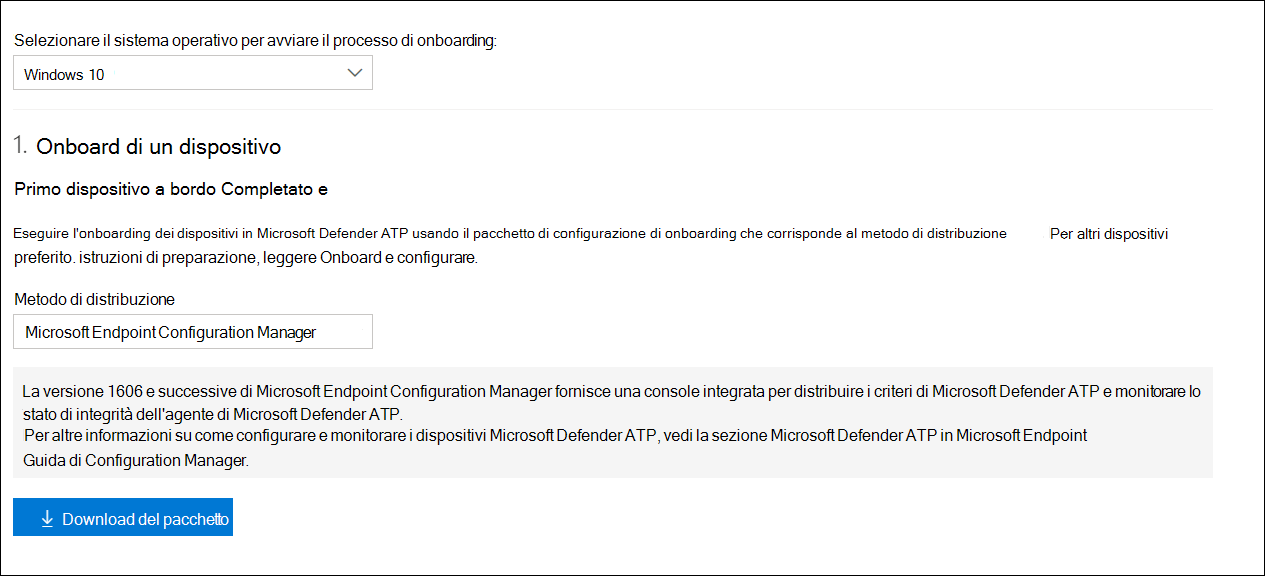 Selezionare il sistema operativo per avviare il processo di onboarding:
Windows 10
1. Onboard di un dispositivo
Primo dispositivo a bordo Completato e
Eseguire l'onboarding dei dispositivi in Microsoft Defender ATP usando il pacchetto di configurazione di onboarding che corrisponde al metodo di distribuzione Per altri dispositivi
preferito. istruzioni di preparazione, leggere Onboard e configurare.
Metodo di distribuzione
Microsoft Endpoint Configuration Manager
La versione 1606 e successive di Microsoft Endpoint Configuration Manager fornisce una console integrata per distribuire i criteri di Microsoft Defender ATP e monitorare lo
stato di integrità dell'agente di Microsoft Defender ATP.
Per altre informazioni su come configurare e monitorare i dispositivi Microsoft Defender ATP, vedi la sezione Microsoft Defender ATP in Microsoft Endpoint
Guida di Configuration Manager.
Download del pacchetto